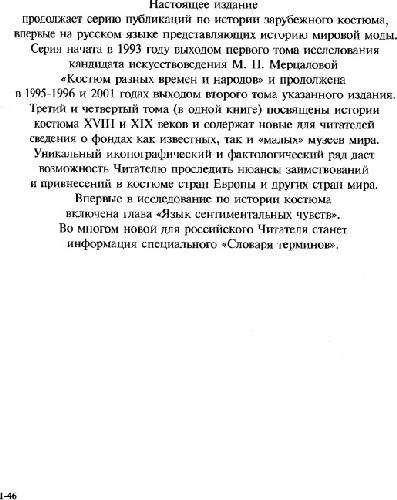 Настоящее издание
продолжает серию публикаций по истории зарубежного костюма,
впервые на русском языке представляющих историю мировой моды.
Серия начата в 1993 году выходом первого тома исследования
кандидата искусствоведения М. Н. Мерцаловой
«Костюм разных времен и народов» и продолжена
в 1995-1996 и 2001 годах выходом второго тома указанного издания.
Третий и четвертый тома (в одной книге) посвящены истории
костюма XVIII и XIX веков и содержат новые для читателей
сведения о фондах как известных, так и «малых» музеев мира.
Уникальный иконографический и фактологический ряд дает
возможность Читателю проследить нюансы заимствований
и привнесений в костюме стран Европы и других стран мира.
Впервые в исследование по истории костюма
включена глава «Язык сентиментальных чувств».
Во многом новой для российского Читателя станет
информация специального «Словаря терминов».
1-46